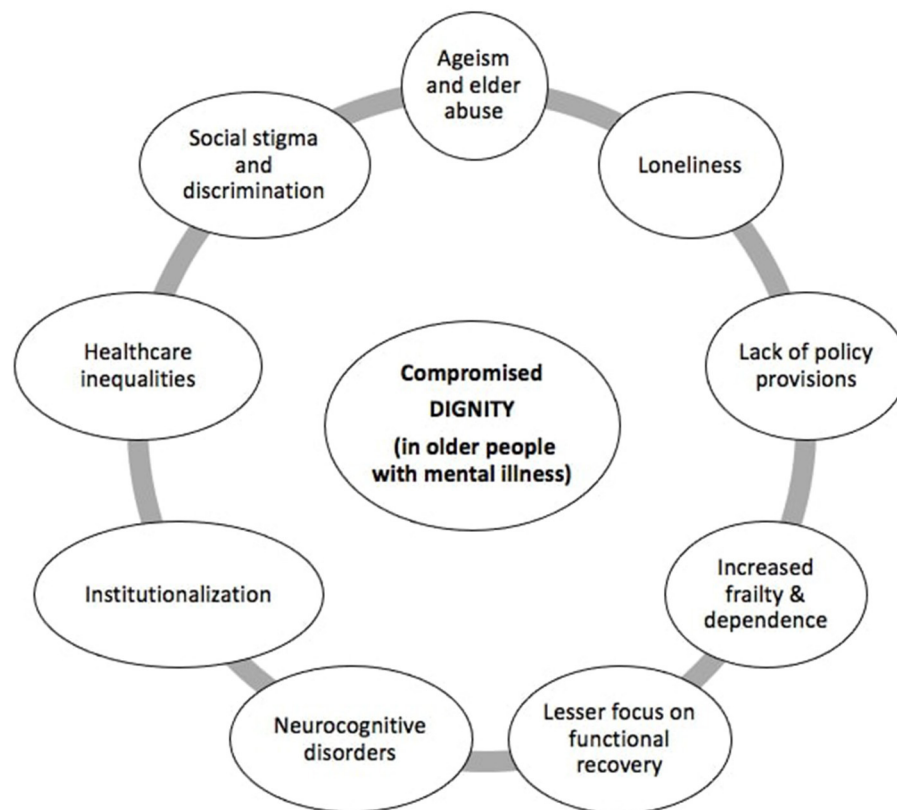 Ageism
and elder
abuse
Loneliness
Lack of policy
provisions
Increased
frailty &
dependence
Lesser focus on
functional
recovery
Neurocognitive
disorders
Institutionalization
Healthcare
inequalities
Social stigma
and
discrimination
Compromised
DIGNITY
(in older people
with mental illness)